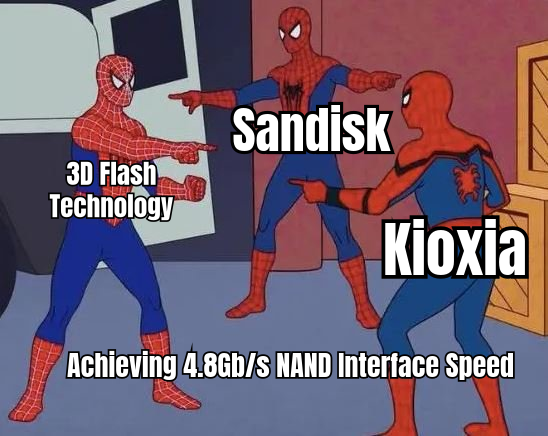 Sandisk
3D Flash
Technology
Kioxia
Achieving 4.8Gb/s NAND Interface Speed